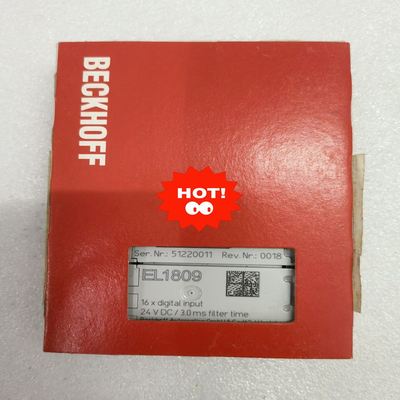 BECKHOFF
HOT!
Ser. Nr.: 51220011 Rev. Nr.: 0018
EL1809
16 x digital input
24 V DC / 3.0 ms filter time